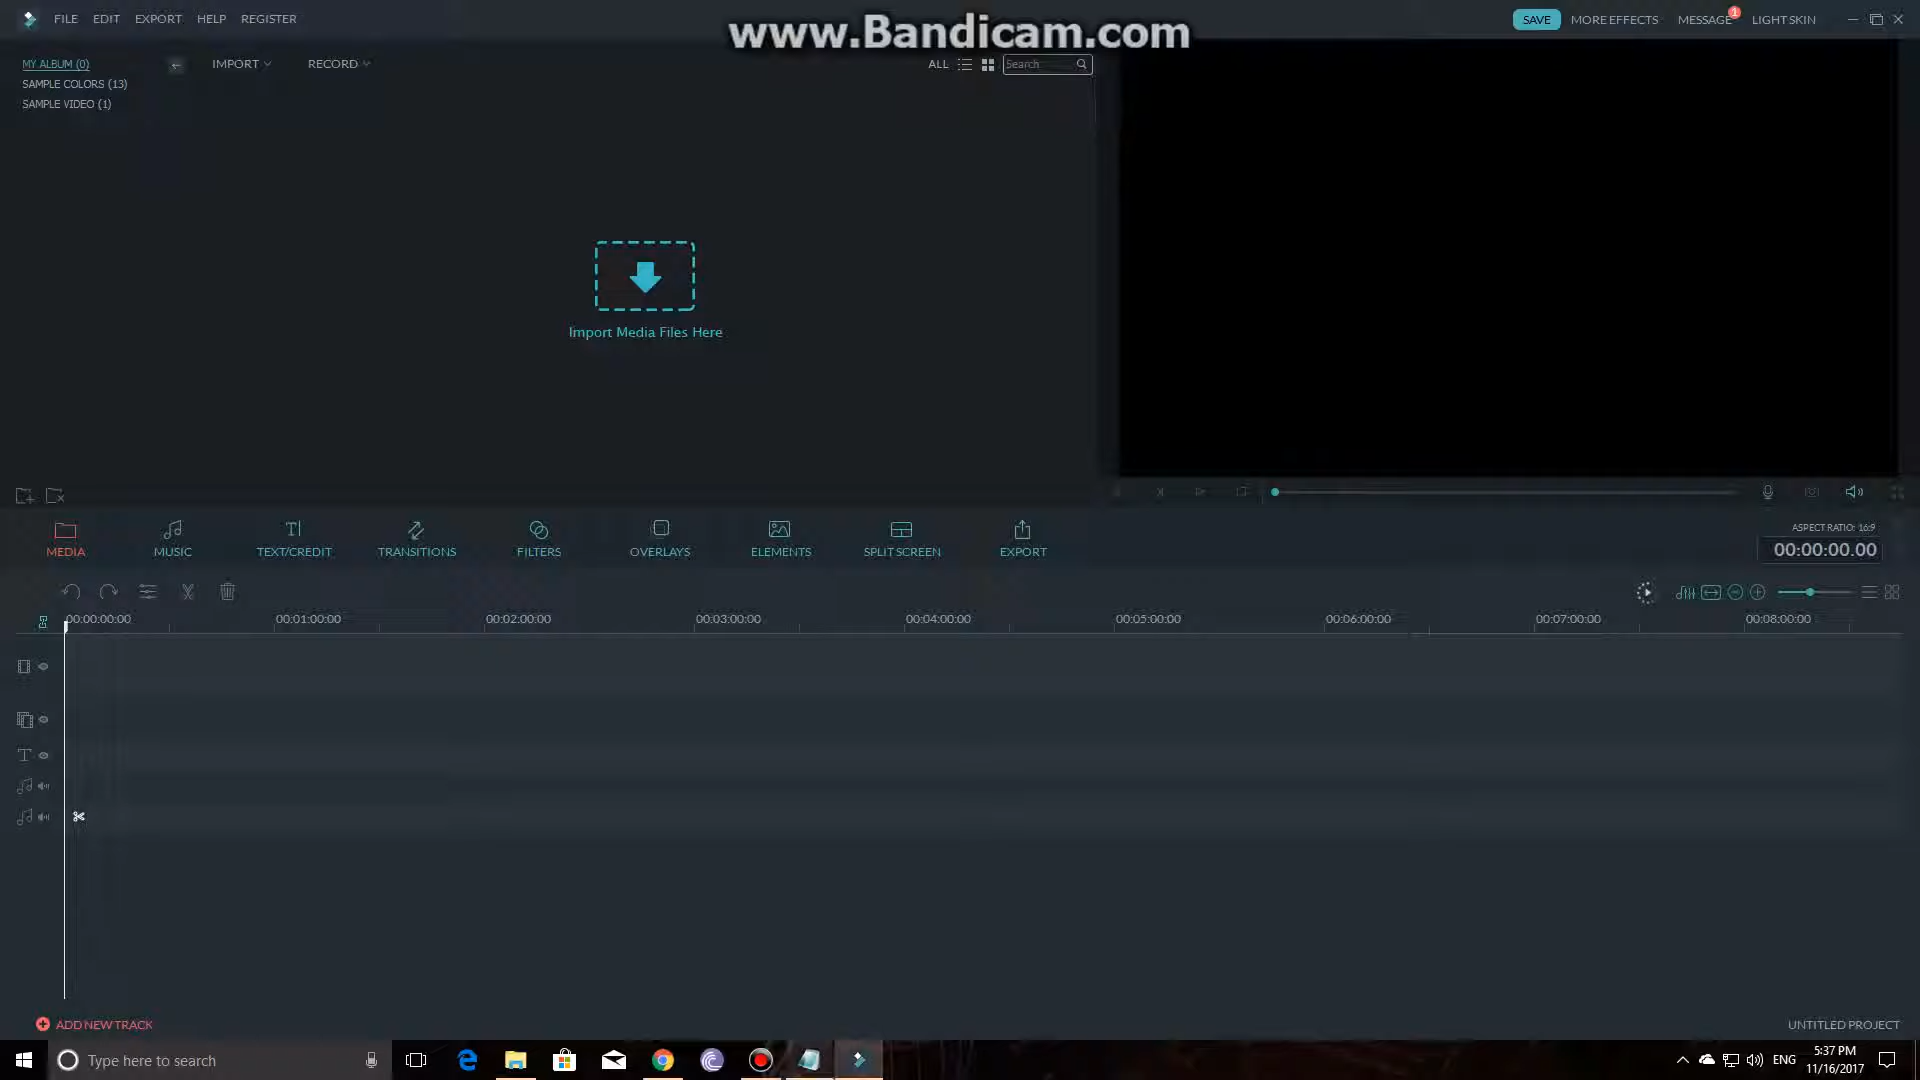 FILE EDIT EXPORT HELP REGISTER
www.Bandicam.com
SAVE MORE EFFECTS MESSAGE 1 LIGHT SKIN
MY ALBUM (0)
IMPORT RECORD
ALL Search
SAMPLE COLORS (13)
SAMPLE VIDEO (1)
Import Media Files Here
MEDIA MUSIC TEXT/CREDIT TRANSITIONS FILTERS OVERLAYS ELEMENTS SPLIT SCREEN EXPORT
ASPECT RATIO: 16:9
00:00:00.00
00:00:00:00 00:01:00:00 00:02:00:00 00:03:00:00 00:04:00:00 00:05:00:00 00:06:00:00 00:07:00:00 00:08:00:00
ADD NEW TRACK
UNTITLED PROJECT
Type here to search
ENG
5:37 PM
11/16/2017